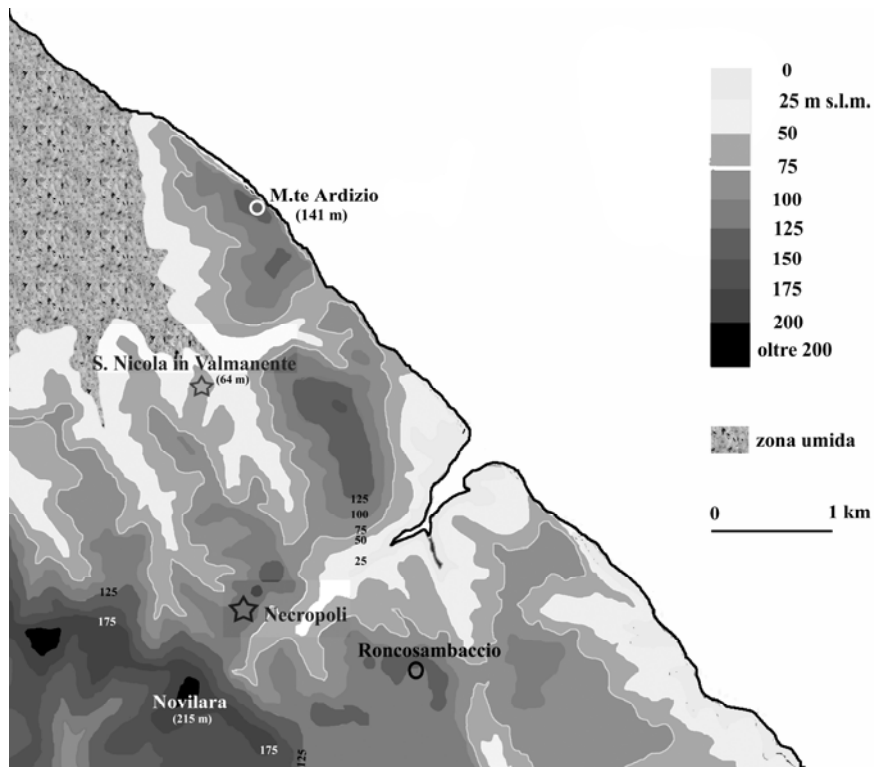 0
25 m s.l.m.
50
75
100
125
175
200
oltre 200
M.te Ardizio
(141 m)
S. Nicola in Valmanente
(64 m)
zona umida
0 1 km
125
100
75
50
25
125
175
Necropoli
Roncosambaccio
Novilara
(215 m)
175
125